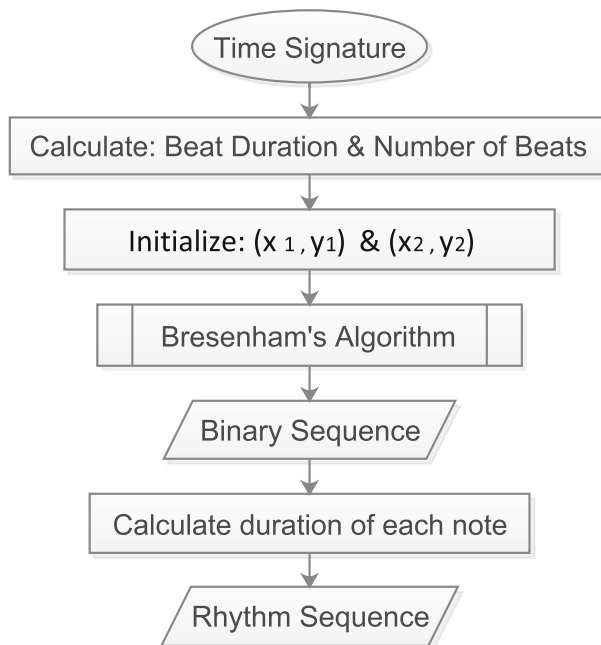 Time Signature
Calculate: Beat Duration & Number of Beats
Initialize: (x 1 , y1) & (x2 , y2)
Bresenham's Algorithm
Binary Sequence
Calculate duration of each note
Rhythm Sequence